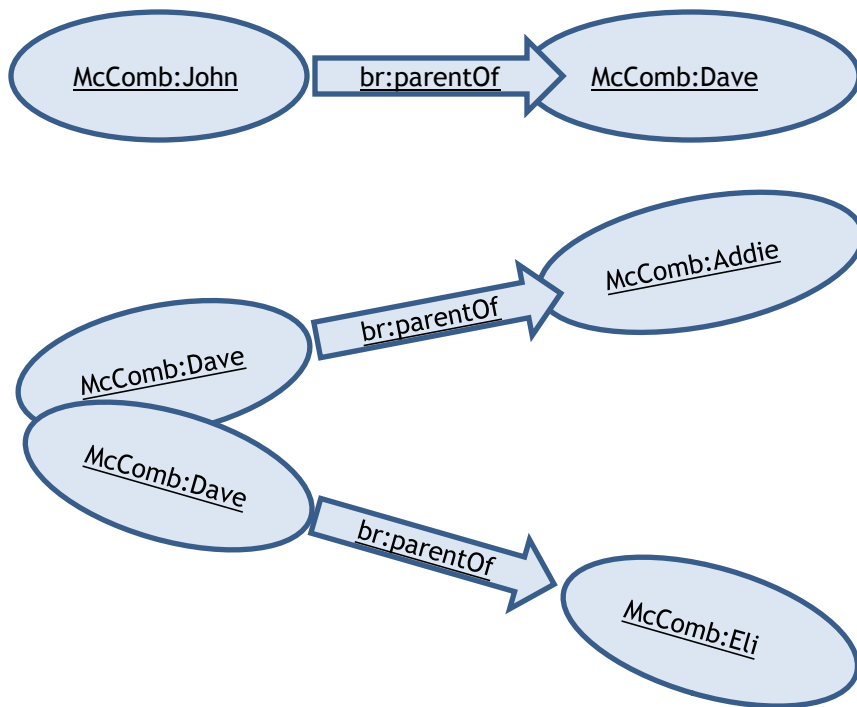 McComb:John
br:parentOf
McComb:Dave
McComb:Addie
br:parentOf
McComb:Dave
McComb:Dave
br:parentOf
McComb:Eli